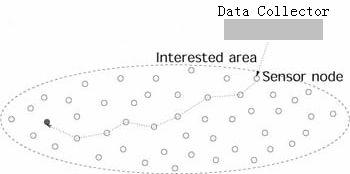 Data Collector
Interested area
Sensor node